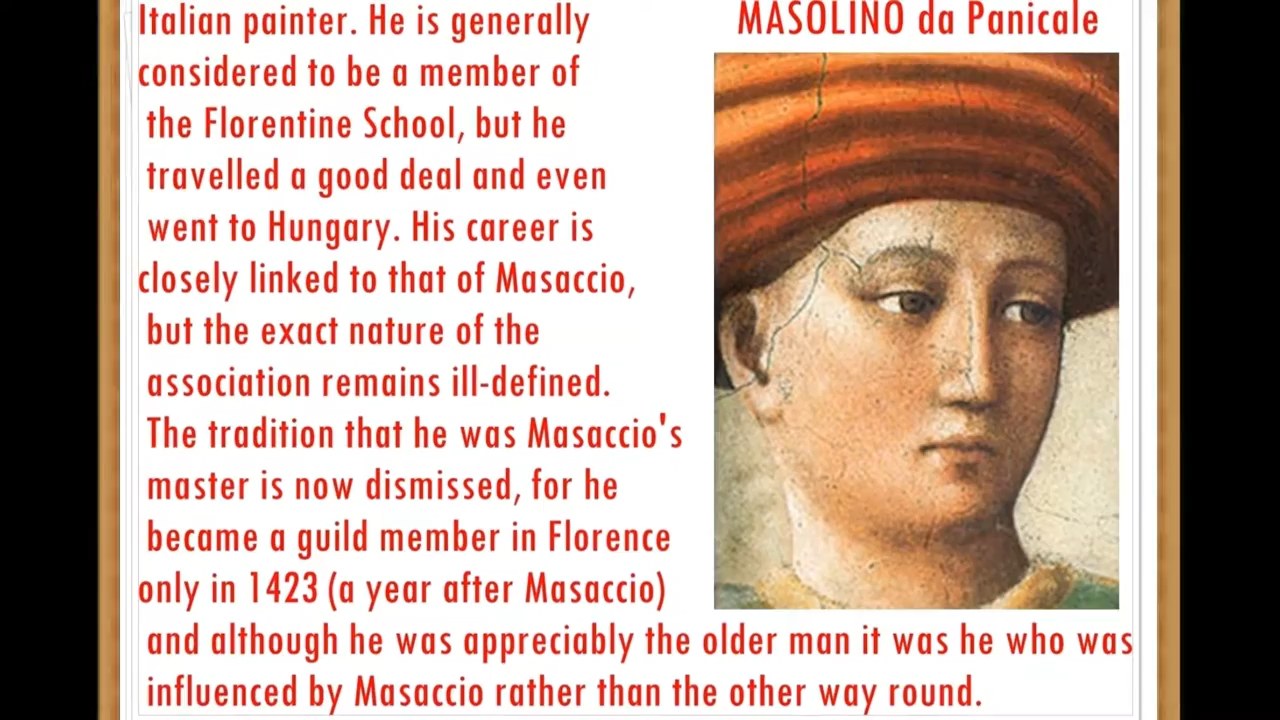 MASOLINO da Panicale
Italian painter. He is generally
considered to be a member of
the Florentine School, but he
travelled a good deal and even
went to Hungary. His career is
closely linked to that of Masaccio,
but the exact nature of the
association remains ill-defined.
The tradition that he was Masaccio's
master is now dismissed, for he
became a guild member in Florence
only in 1423 (a year after Masaccio)
and although he was appreciably the older man it was he who was
influenced by Masaccio rather than the other way round.